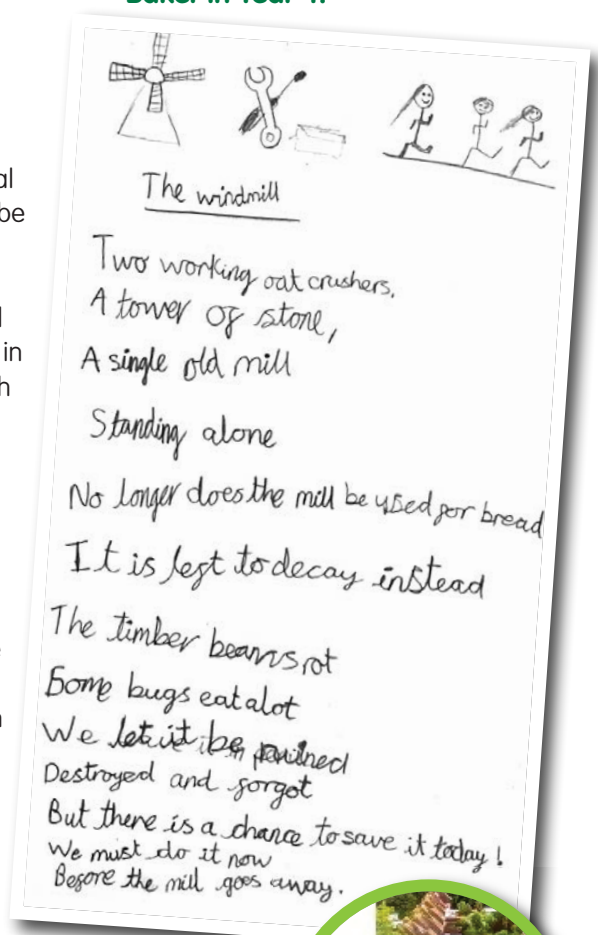 Baker in Year
al
be
in
h
The windmill
Two working oat crushers.
A tower of stone,
A single old mill
Standing alone
No longer does the mill be used for bread
It is left to decay instead
The timber beams rot
Some bugs eat alot
We let it be ruined
Destroyed and forgot
But there is a chance to save it today!
We must do it now
Before the mill goes away.